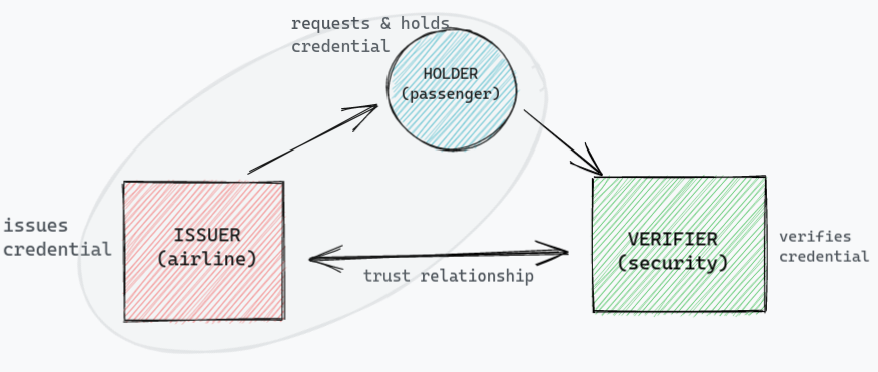 requests & holds
credential
HOLDER
(passenger)
issues
credential
ISSUER
(airline)
trust relationship
VERIFIER
(security)
verifies
credential